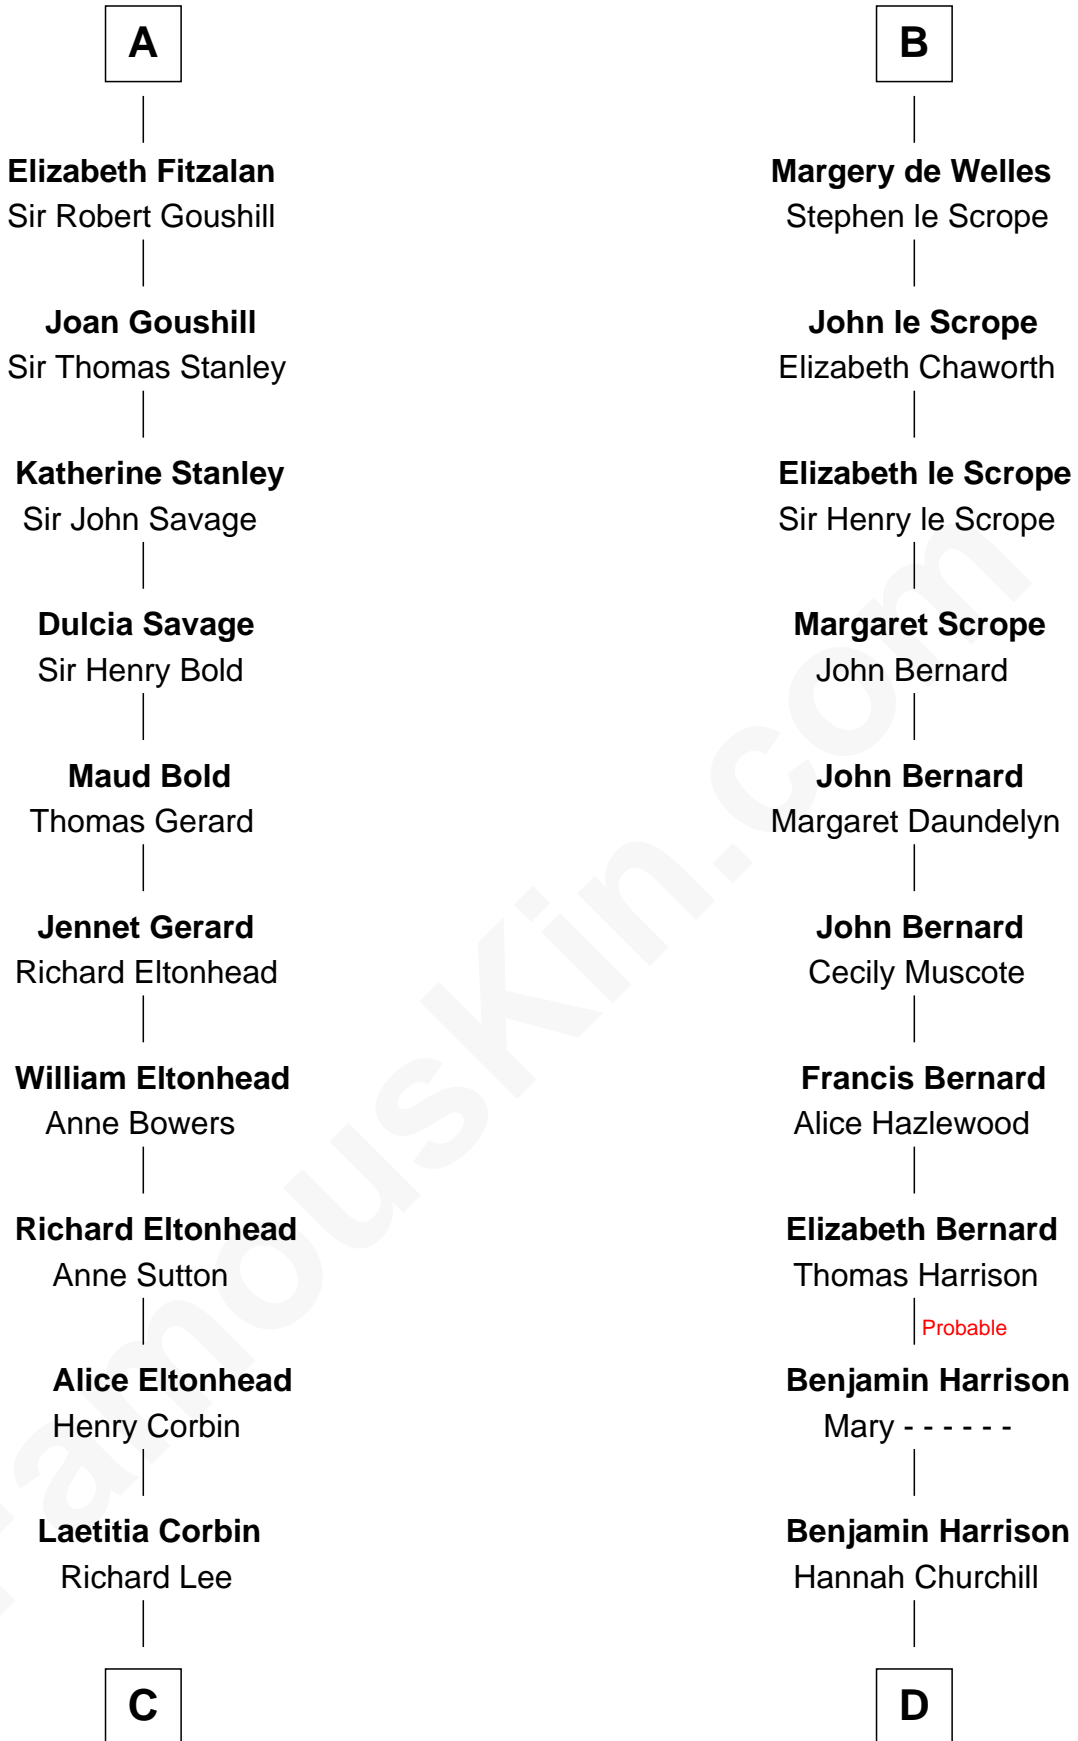 A
Elizabeth Fitzalan
Sir Robert Goushill
Joan Goushill
Sir Thomas Stanley
Katherine Stanley
Sir John Savage
Dulcia Savage
Sir Henry Bold
Maud Bold
Thomas Gerard
Jennet Gerard
Richard Eltonhead
William Eltonhead
Anne Bowers
Richard Eltonhead
Anne Sutton
Alice Eltonhead
Henry Corbin
Laetitia Corbin
Richard Lee
C
B
Margery de Welles
Stephen le Scrope
John le Scrope
Elizabeth Chaworth
Elizabeth le Scrope
Sir Henry le Scrope
Margaret Scrope
John Bernard
John Bernard
Margaret Daundelyn
John Bernard
Cecily Muscote
Francis Bernard
Alice Hazlewood
Elizabeth Bernard
Thomas Harrison
Probable
Benjamin Harrison
Mary - - - - - -
Benjamin Harrison
Hannah Churchill
D
FamousKin.com